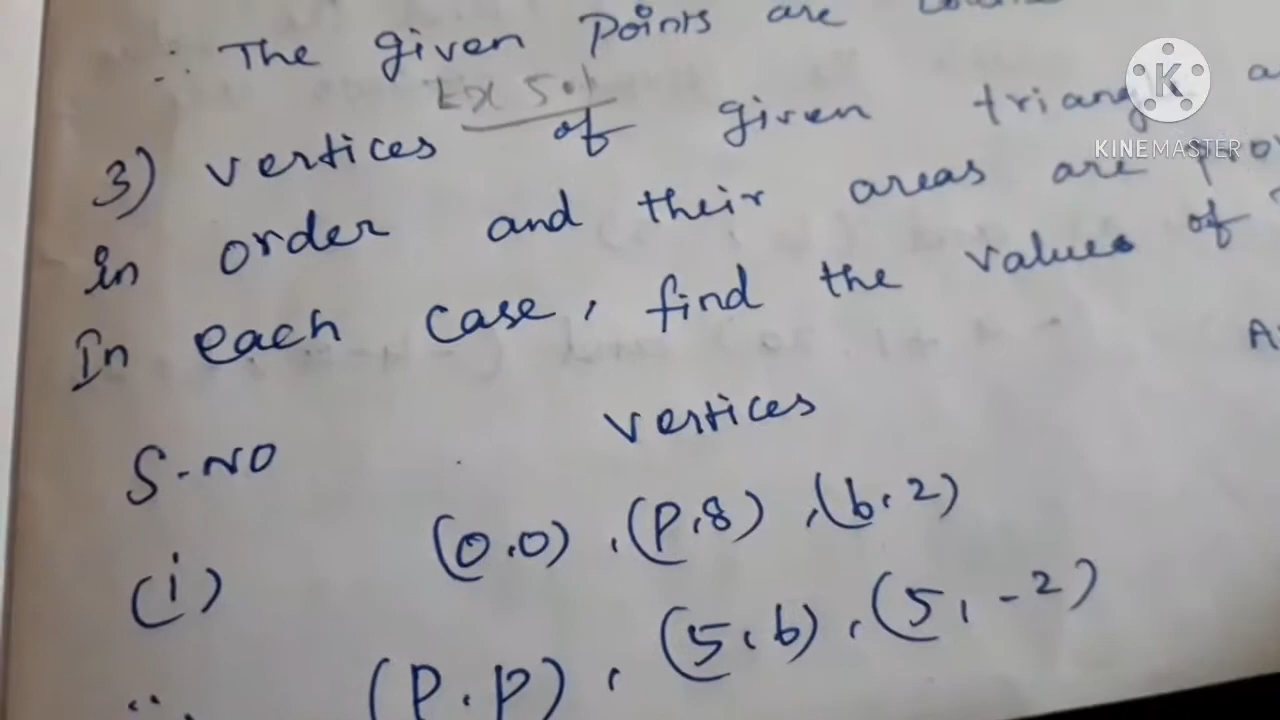 ∴ The given Points are
Ex 5.1
3) vertices of given triang
in order and their areas are
In each case, find the values of
vertices
S.NO
(i) (0,0), (P,8), (6,2)
(P,P), (5,6), (5,-2)
K
KINEMASTER